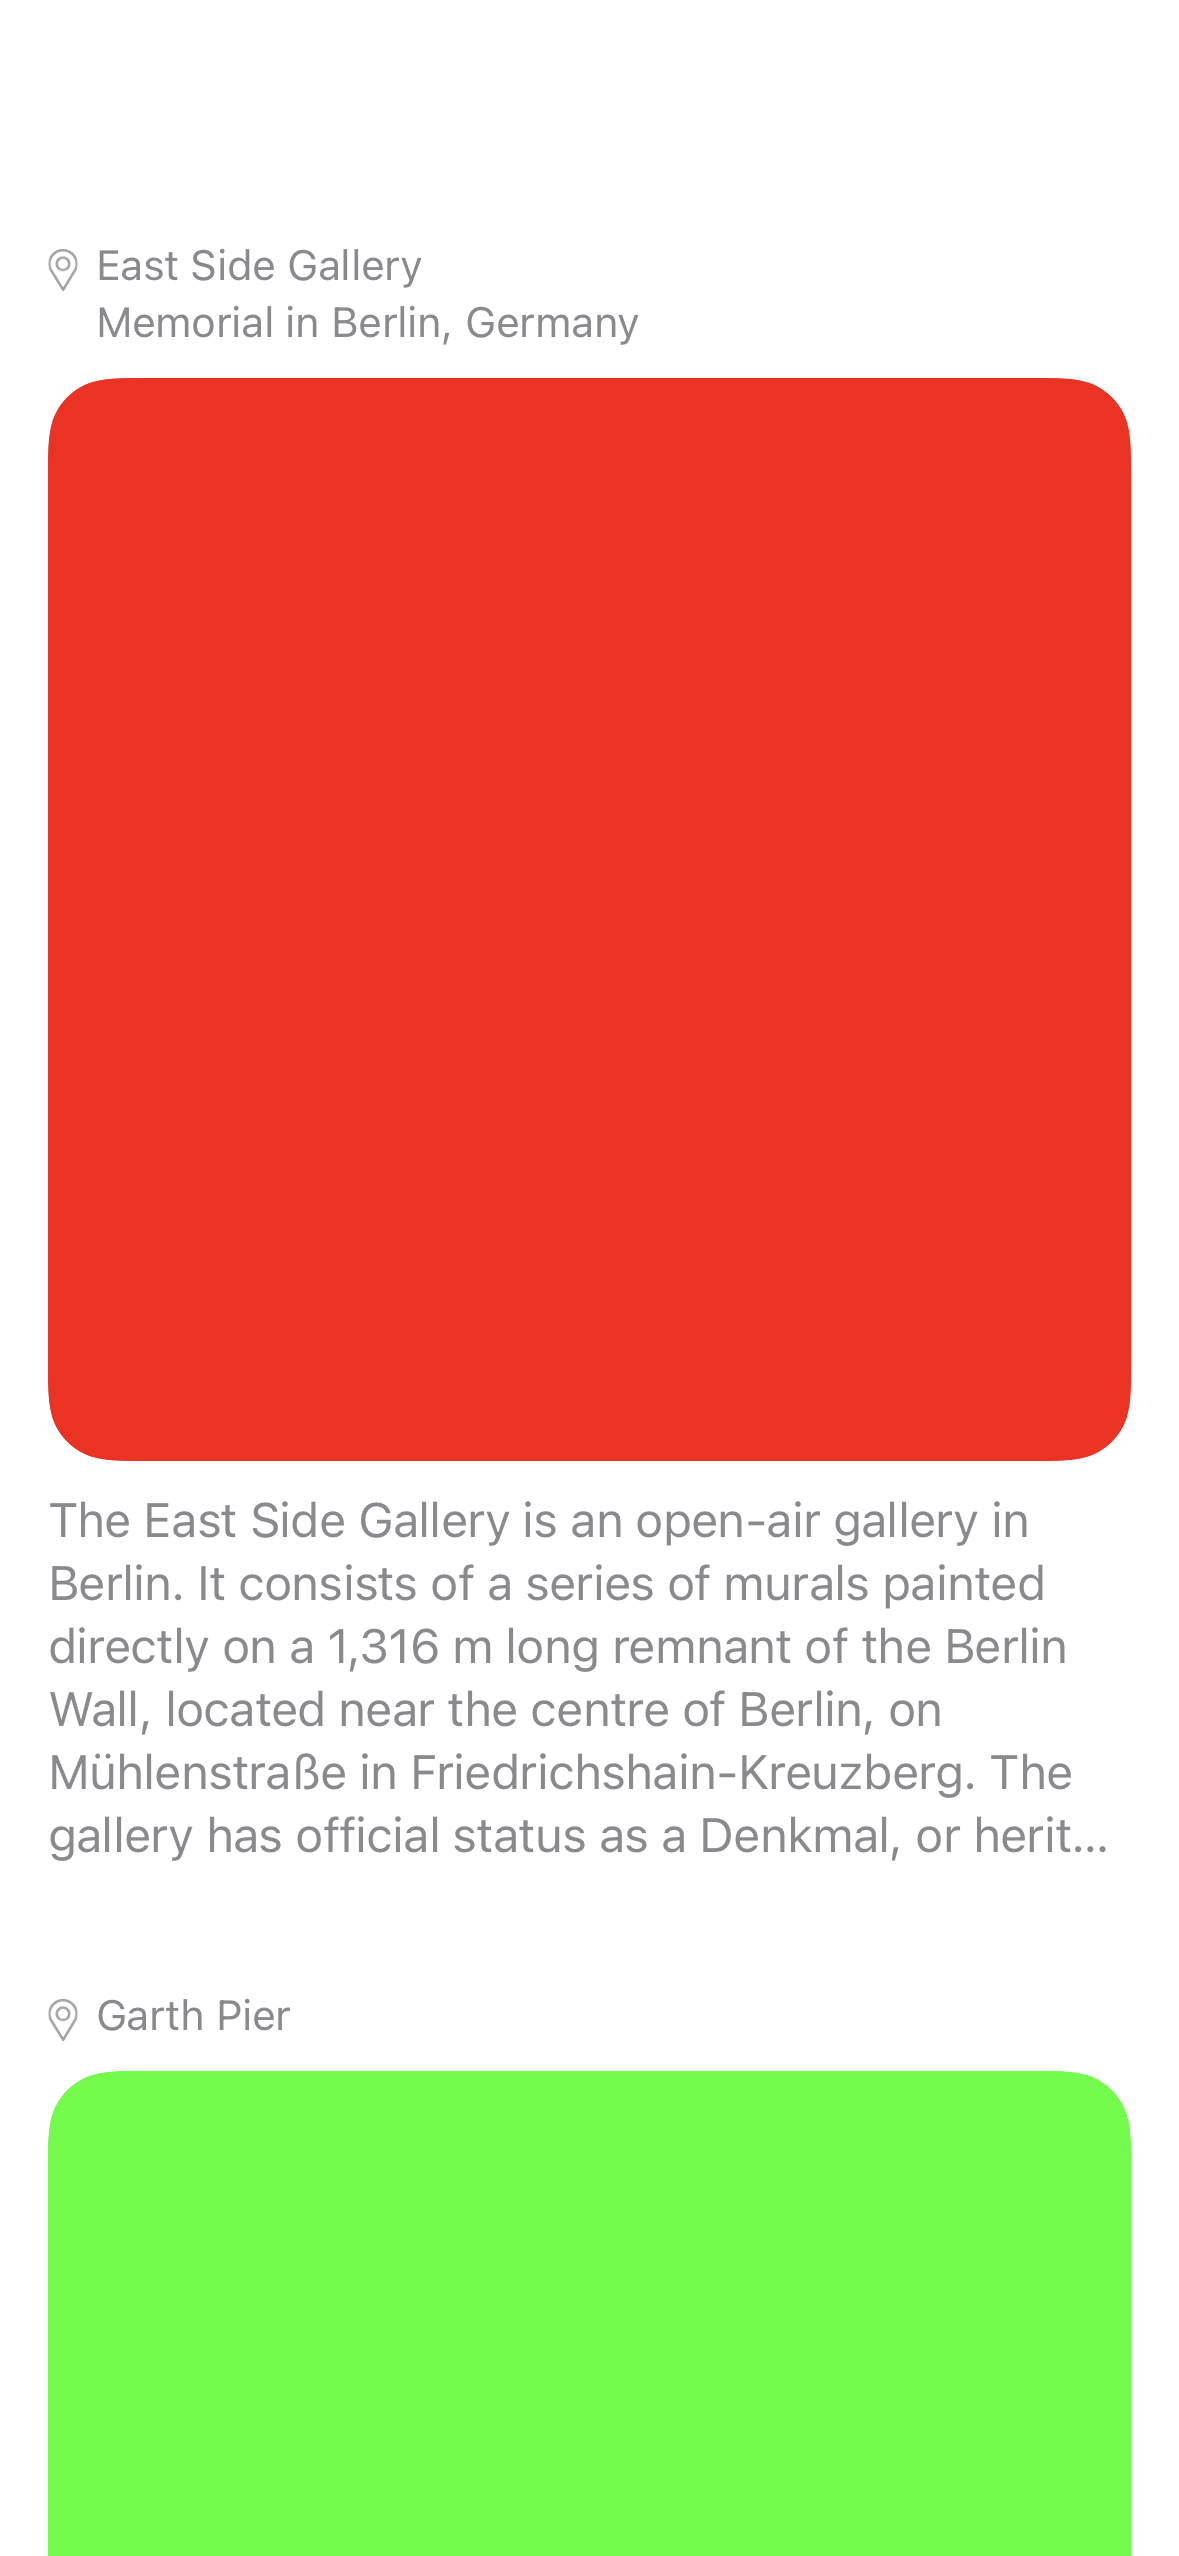 East Side Gallery
Memorial in Berlin, Germany
The East Side Gallery is an open-air gallery in
Berlin. It consists of a series of murals painted
directly on a 1,316 m long remnant of the Berlin
Wall, located near the centre of Berlin, on
Mühlenstraße in Friedrichshain-Kreuzberg. The
gallery has official status as a Denkmal, or herit...
Garth Pier